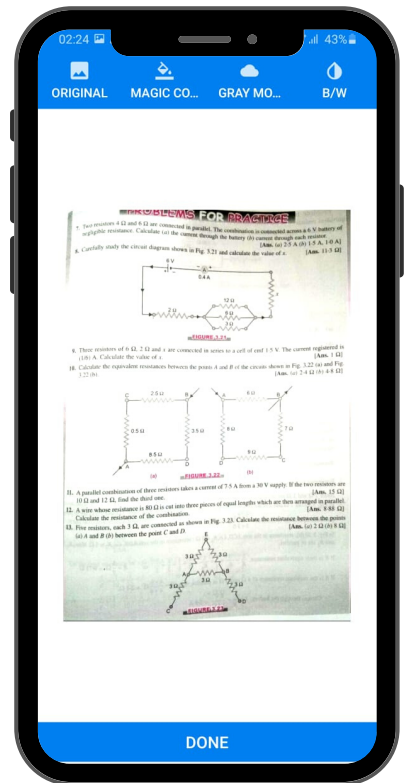 02:24
43%
ORIGINAL MAGIC CO... GRAY MO... B/W
PROBLEMS FOR PRACTICE
7. Two resistors 4 Ω and 6 Ω are connected in parallel. The combination is connected across a 6 V battery of
negligible resistance. Calculate (a) the current through the battery (b) current through each resistor.
[Ans. (a) 2·5 A (b) 1·5 A, 1·0 A]
8. Carefully study the circuit diagram shown in Fig. 3.21 and calculate the value of x.
[Ans. 11·5 Ω]
6 V
A
0.4 A
12 Ω
2 Ω
6 Ω
3 Ω
FIGURE 3.21
9. Three resistors of 6 Ω, 2 Ω and x are connected in series to a cell of emf 1·5 V. The current registered is
(1/6) A. Calculate the value of x.
[Ans. 1 Ω]
10. Calculate the equivalent resistances between the points A and B of the circuits shown in Fig. 3.22 (a) and Fig.
3.22 (b).
[Ans. (a) 2·4 Ω (b) 4·8 Ω]
C 2.5 Ω B A 6 Ω B
0.5 Ω 3.5 Ω 6 Ω 7 Ω
8.5 Ω
A D D C
(a) FIGURE 3.22 (b)
11. A parallel combination of three resistors takes a current of 7·5 A from a 30 V supply. If the two resistors are
10 Ω and 12 Ω, find the third one.
[Ans. 15 Ω]
12. A wire whose resistance is 80 Ω is cut into three pieces of equal lengths which are then arranged in parallel.
Calculate the resistance of the combination.
[Ans. 8·88 Ω]
13. Five resistors, each 3 Ω, are connected as shown in Fig. 3.23. Calculate the resistance between the points
(a) A and B (b) between the point C and D.
[Ans. (a) 2 Ω (b) 8 Ω]
E
3 Ω 3 Ω
A B
3 Ω
3 Ω 3 Ω
C D
FIGURE 3.23
DONE